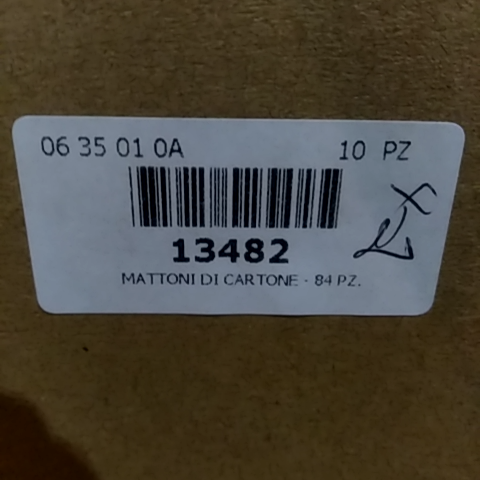 06 35 01 0A 10 PZ
13482
MATTONI DI CARTONE - 84 PZ.